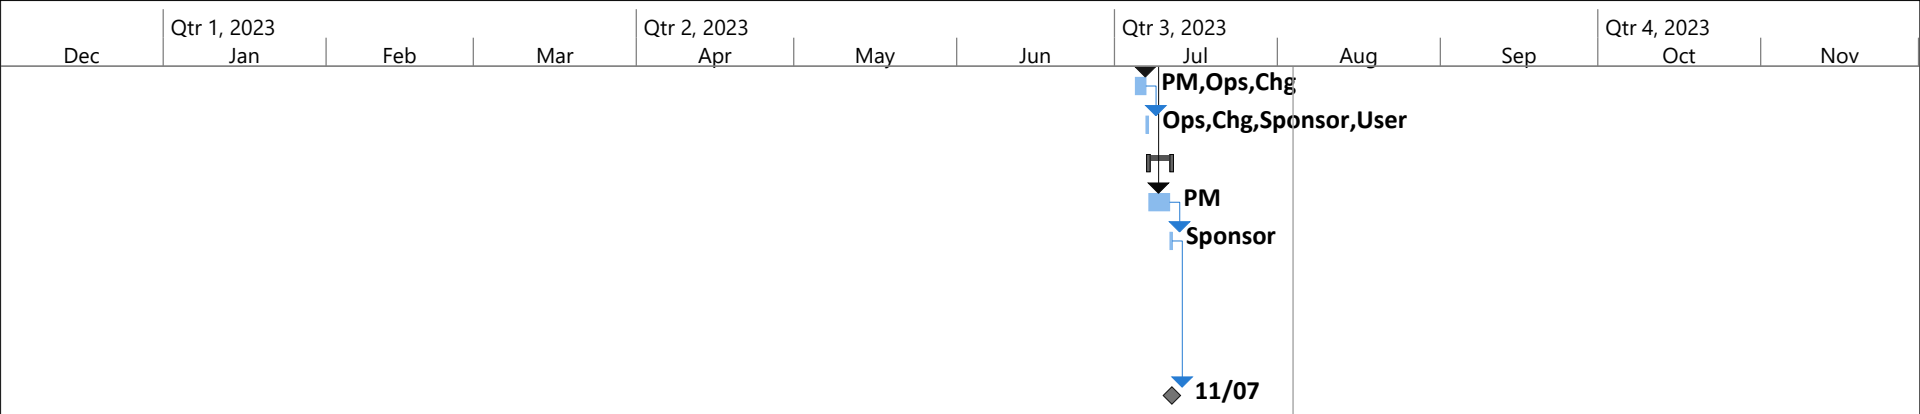 Qtr 1, 2023 Qtr 2, 2023 Qtr 3, 2023 Qtr 4, 2023
Dec Jan Feb Mar Apr May Jun Jul Aug Sep Oct Nov
PM,Ops,Chg
Ops,Chg,Sponsor,User
PM
Sponsor
11/07